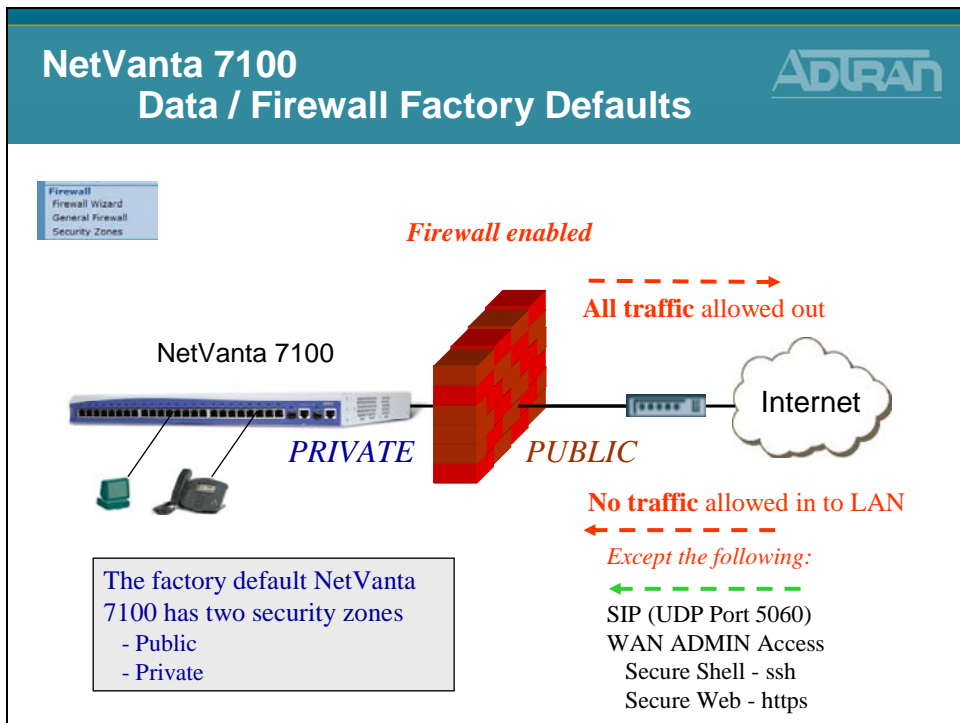 NetVanta 7100
Data / Firewall Factory Defaults
ADTRAN
Firewall
Firewall Wizard
General Firewall
Security Zones
Firewall enabled
All traffic allowed out
NetVanta 7100
Internet
PRIVATE
PUBLIC
No traffic allowed in to LAN
Except the following:
The factory default NetVanta
7100 has two security zones
- Public
- Private
SIP (UDP Port 5060)
WAN ADMIN Access
Secure Shell - ssh
Secure Web - https